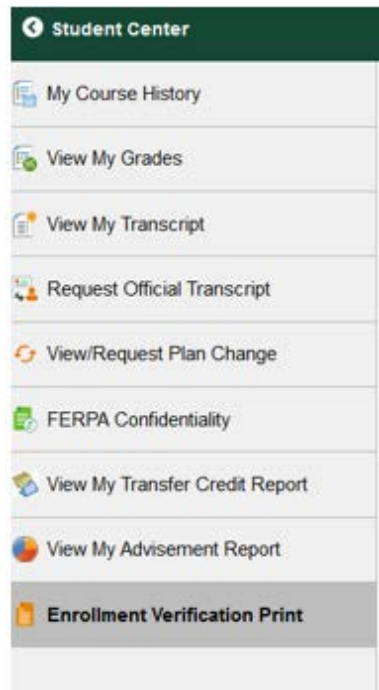 Student Center
My Course History
View My Grades
View My Transcript
Request Official Transcript
View/Request Plan Change
FERPA Confidentiality
View My Transfer Credit Report
View My Advisement Report
Enrollment Verification Print